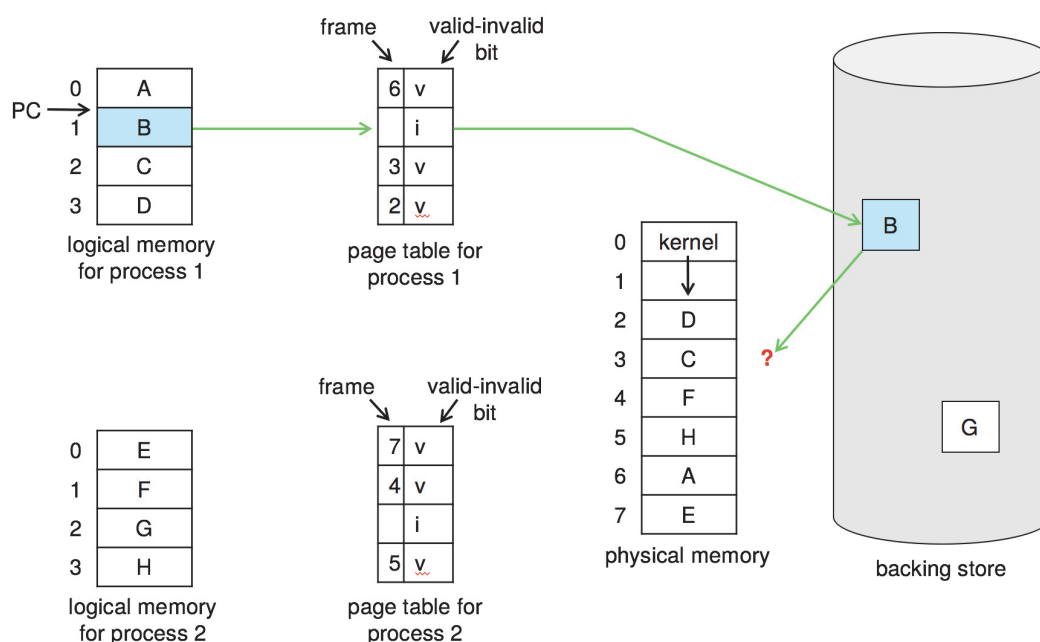 frame
valid-invalid
bit
PC
0 A
1 B
2 C
3 D
logical memory
for process 1
6 v
i
3 v
2 v
page table for
process 1
0 kernel
1
2 D
3 C
4 F
5 H
6 A
7 E
physical memory
?
B
G
backing store
frame
valid-invalid
bit
0 E
1 F
2 G
3 H
logical memory
for process 2
7 v
4 v
i
5 v
page table for
process 2